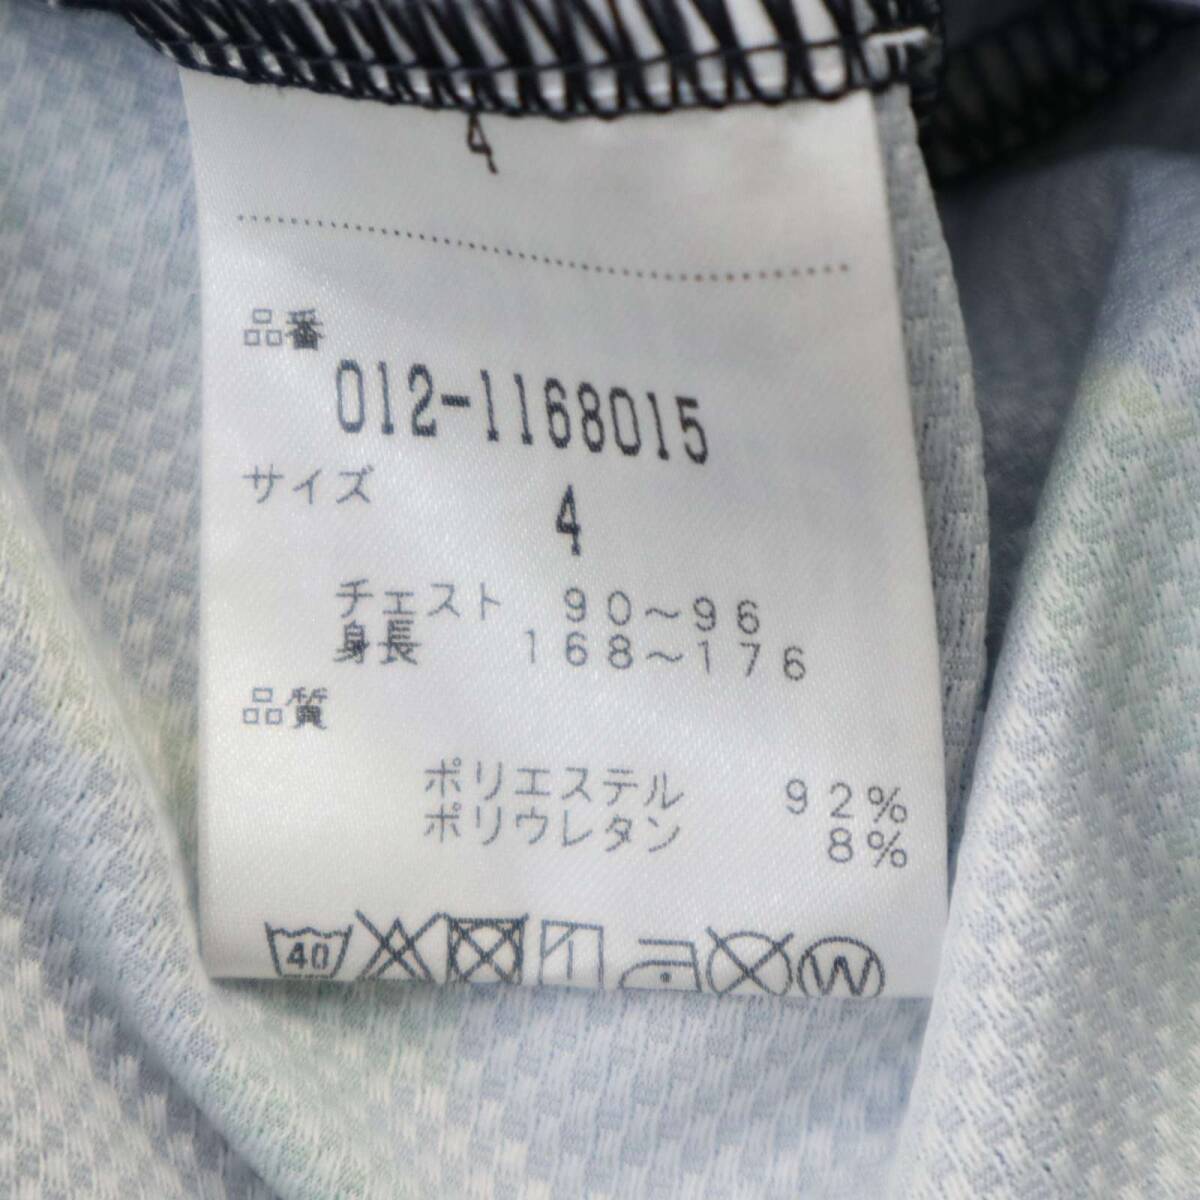 4
品番
012-1168015
サイズ
4
チェスト 90～96
身長 168～176
品質
ポリエステル 92%
ポリウレタン 8%
40
W